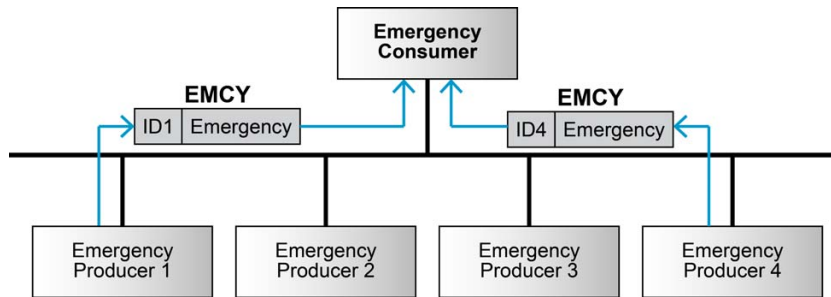 Emergency
Consumer
EMCY
ID1 Emergency
EMCY
ID4 Emergency
Emergency
Producer 1
Emergency
Producer 2
Emergency
Producer 3
Emergency
Producer 4